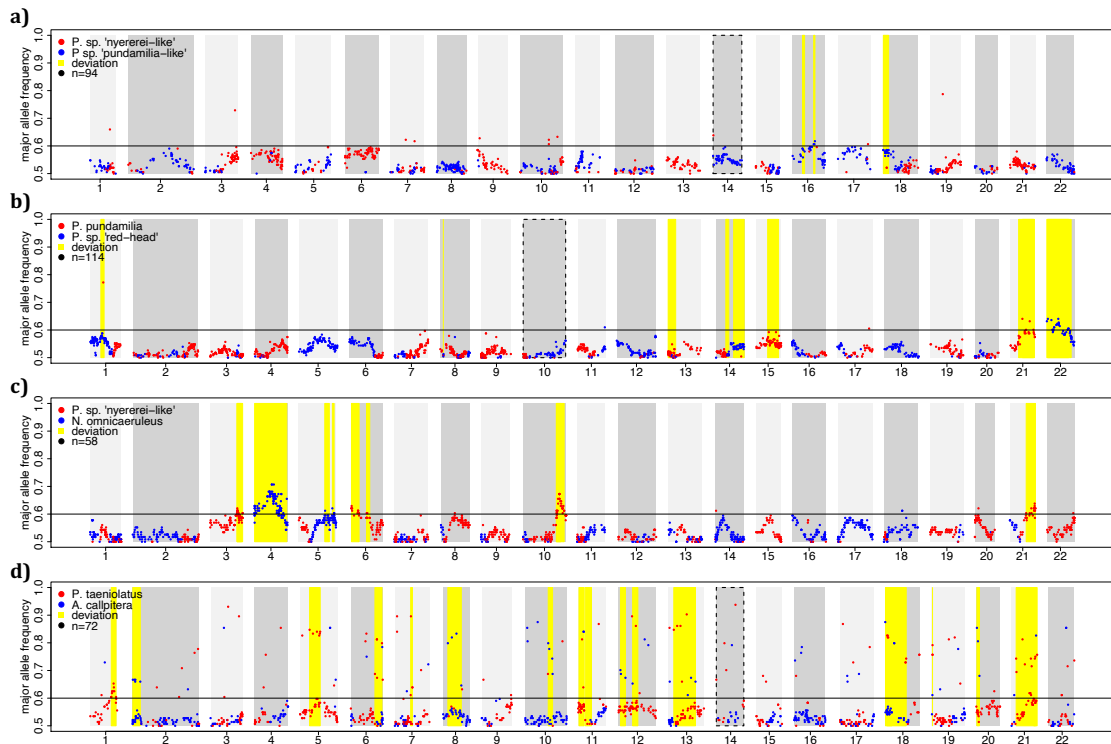 a)
major allele frequency
1.0
0.9
0.8
0.7
0.6
0.5
P. sp. 'nyererei-like'
P sp. 'pundamilia-like'
deviation
n=94
1 2 3 4 5 6 7 8 9 10 11 12 13 14 15 16 17 18 19 20 21 22
b)
major allele frequency
1.0
0.9
0.8
0.7
0.6
0.5
P. pundamilia
P. sp. 'red-head'
deviation
n=114
1 2 3 4 5 6 7 8 9 10 11 12 13 14 15 16 17 18 19 20 21 22
c)
major allele frequency
1.0
0.9
0.8
0.7
0.6
0.5
P. sp. 'nyererei-like'
N. omnicaeruleus
deviation
n=58
1 2 3 4 5 6 7 8 9 10 11 12 13 14 15 16 17 18 19 20 21 22
d)
major allele frequency
1.0
0.9
0.8
0.7
0.6
0.5
P. taeniolatus
A. callpitera
deviation
n=72
1 2 3 4 5 6 7 8 9 10 11 12 13 14 15 16 17 18 19 20 21 22